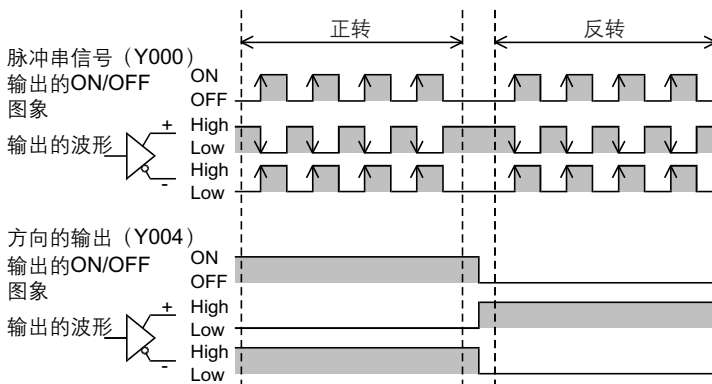 正转
反转
脉冲串信号（Y000）
输出的ON/OFF
图象
ON
OFF
输出的波形
+
-
High
Low
High
Low
方向的输出（Y004）
输出的ON/OFF
图象
ON
OFF
输出的波形
+
-
High
Low
High
Low